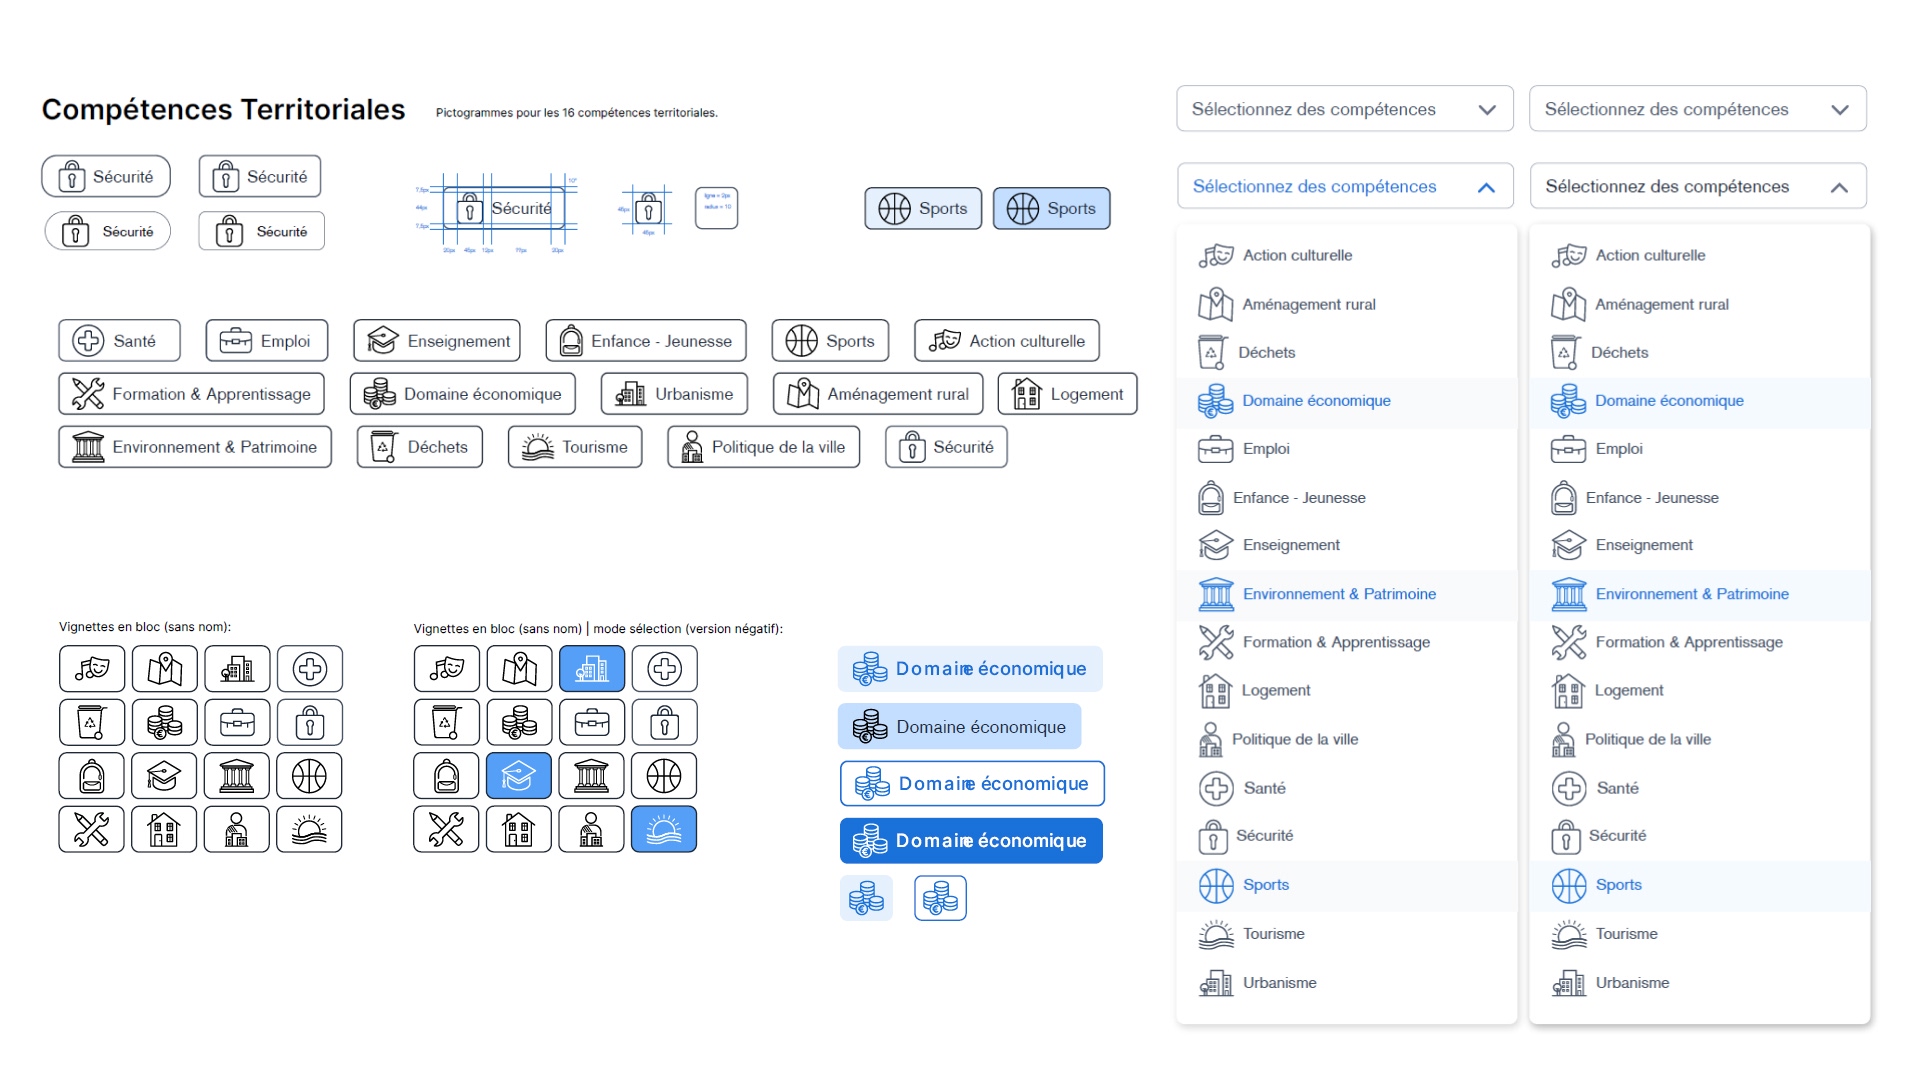 Compétences Territoriales
Pictogrammes pour les 16 compétences territoriales.
Sécurité
Sécurité
Sécurité
Sécurité
Sécurité
ligne = 2px
radius = 10
Sports
Sports
Santé
Emploi
Enseignement
Enfance - Jeunesse
Sports
Action culturelle
Formation & Apprentissage
Domaine économique
Urbanisme
Aménagement rural
Logement
Environnement & Patrimoine
Déchets
Tourisme
Politique de la ville
Sécurité
Vignettes en bloc (sans nom):
Vignettes en bloc (sans nom) | mode sélection (version négatif):
Domaine économique
Domaine économique
Domaine économique
Domaine économique
Sélectionnez des compétences
Sélectionnez des compétences
Action culturelle
Aménagement rural
Déchets
Domaine économique
Emploi
Enfance - Jeunesse
Enseignement
Environnement & Patrimoine
Formation & Apprentissage
Logement
Politique de la ville
Santé
Sécurité
Sports
Tourisme
Urbanisme
Sélectionnez des compétences
Sélectionnez des compétences
Action culturelle
Aménagement rural
Déchets
Domaine économique
Emploi
Enfance - Jeunesse
Enseignement
Environnement & Patrimoine
Formation & Apprentissage
Logement
Politique de la ville
Santé
Sécurité
Sports
Tourisme
Urbanisme